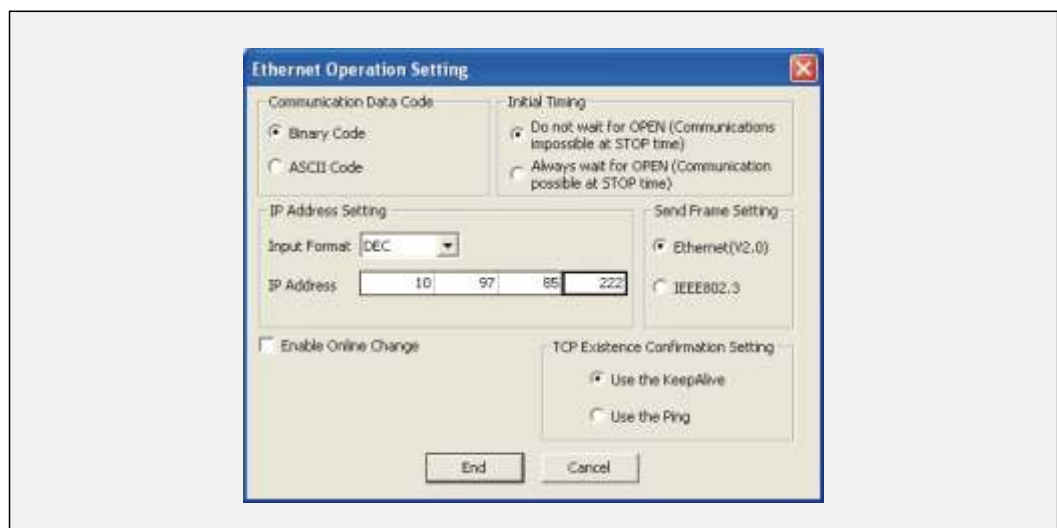 Ethernet Operation Setting
Communication Data Code
Binary Code
ASCII Code
Initial Timing
Do not wait for OPEN (Communications
impossible at STOP time)
Always wait for OPEN (Communication
possible at STOP time)
IP Address Setting
Input Format DEC
IP Address 10 97 85 222
Send Frame Setting
Ethernet(V2.0)
IEEE802.3
Enable Online Change
TCP Existence Confirmation Setting
Use the KeepAlive
Use the Ping
End Cancel